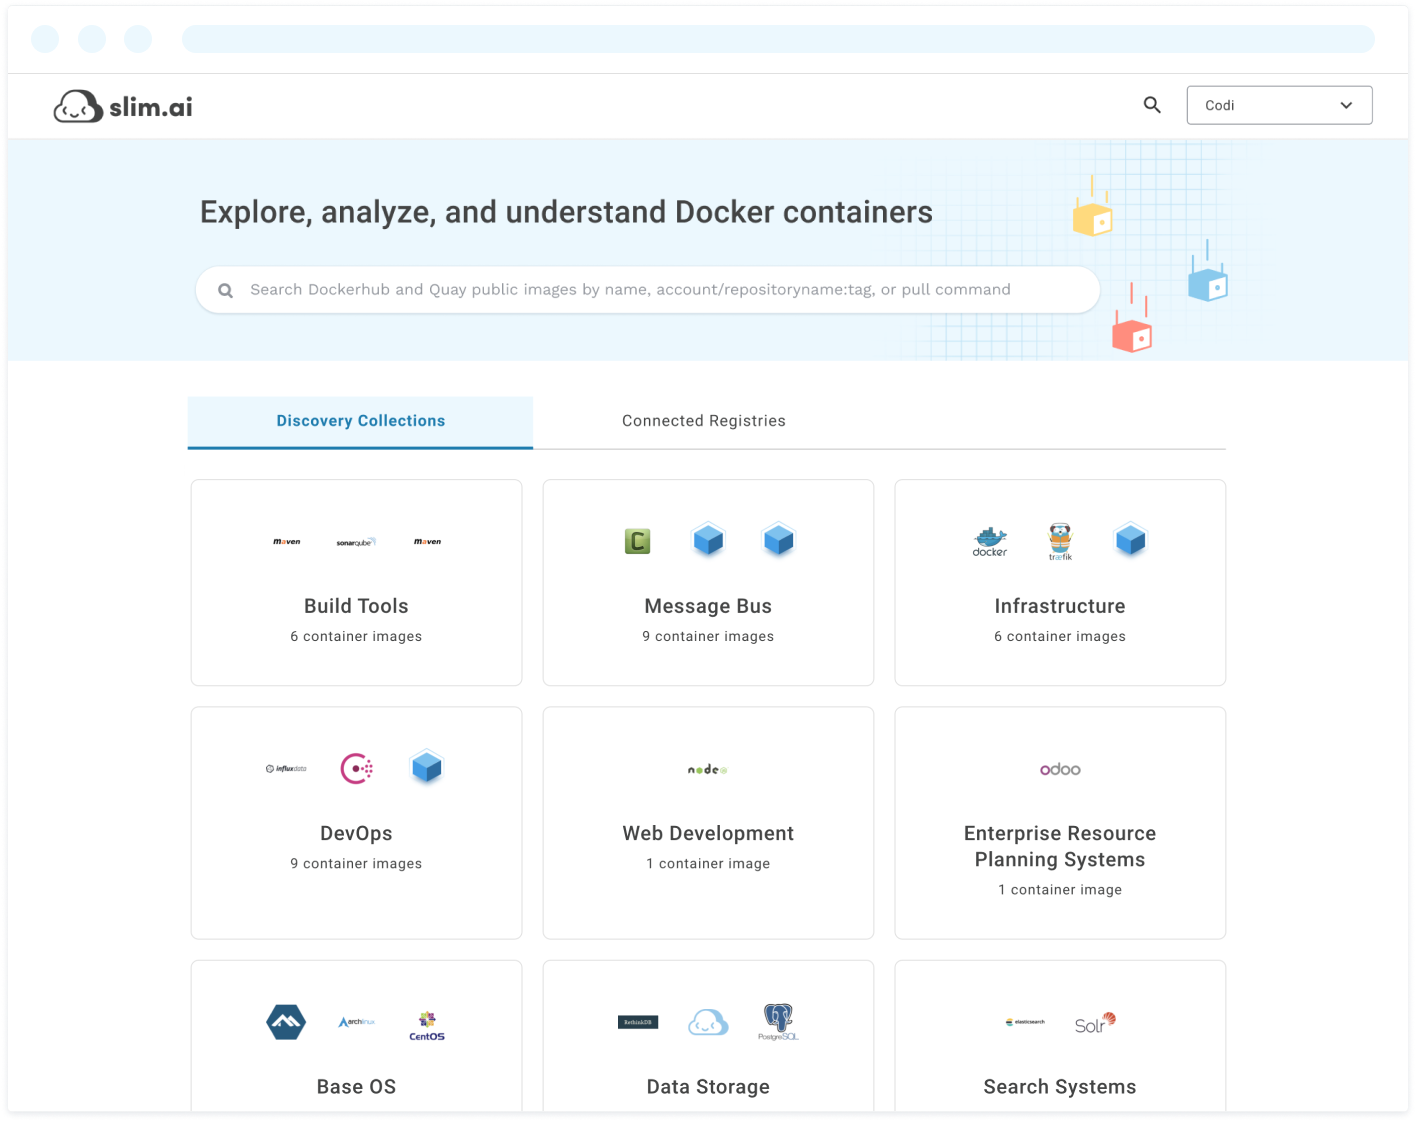 slim.ai
Codi
Explore, analyze, and understand Docker containers
Search Dockerhub and Quay public images by name, account/repositoryname:tag, or pull command
Discovery Collections
Connected Registries
maven sonarqube maven
C
docker træfik
Build Tools
Message Bus
Infrastructure
6 container images
9 container images
6 container images
influxdata
node
odoo
DevOps
Web Development
Enterprise Resource
Planning Systems
9 container images
1 container image
1 container image
archlinux CentOS
RethinkDB PostgreSQL
elasticsearch Solr
Base OS
Data Storage
Search Systems